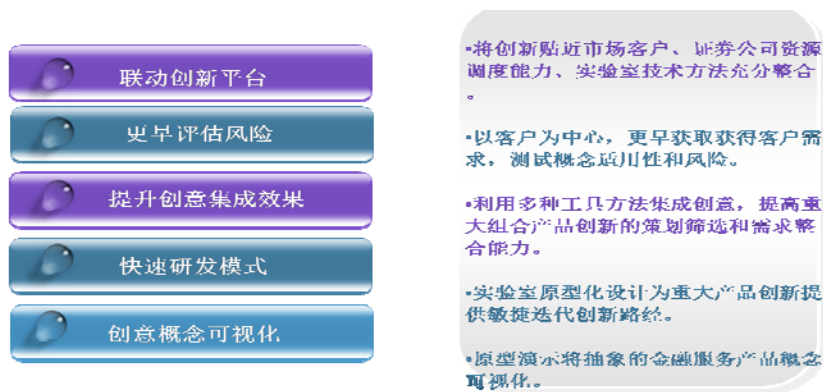 联动创新平台
更早评估风险
提升创意集成效果
快速研发模式
创意概念可视化
•将创新贴近市场客户、证券公司资源
调度能力、实验室技术方法充分整合
。
•以客户为中心，更早获取获得客户需
求，测试概念适用性和风险。
•利用多种工具方法集成创意，提高重
大组合产品创新的策划筛选和需求整
合能力。
•实验室原型化设计为重大产品创新提
供敏捷迭代创新路径。
•原型演示将抽象的金融服务产品概念
可视化。